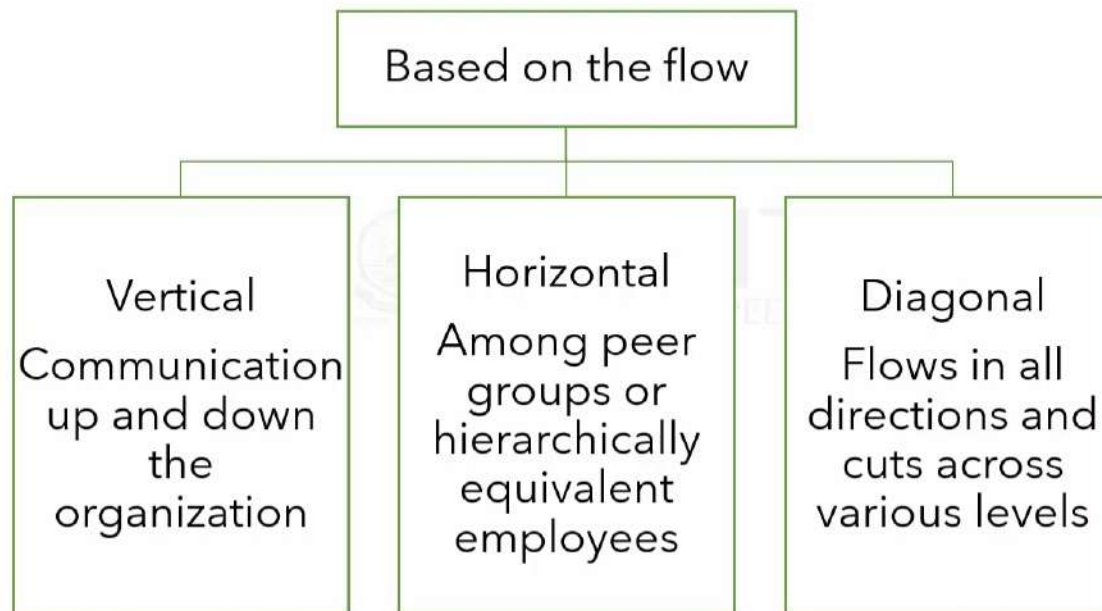 Based on the flow
Vertical
Communication
up and down
the
organization
Horizontal
Among peer
groups or
hierarchically
equivalent
employees
Diagonal
Flows in all
directions and
cuts across
various levels